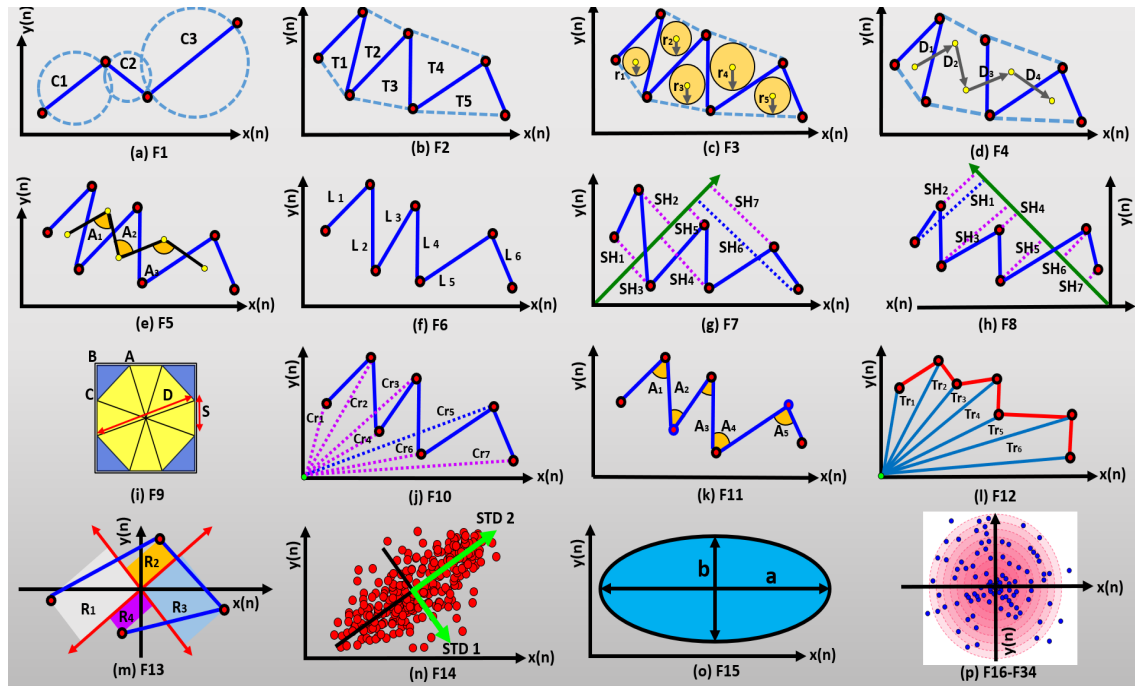 y(n)
C1
C2
C3
x(n)
(a) F1
y(n)
T1
T2
T3
T4
T5
x(n)
(b) F2
y(n)
r1
r2
r3
r4
r5
x(n)
(c) F3
y(n)
D1
D2
D3
D4
x(n)
(d) F4
y(n)
A1
A2
A3
x(n)
(e) F5
y(n)
L 1
L 2
L 3
L 4
L 5
L 6
x(n)
(f) F6
y(n)
SH1
SH2
SH3
SH4
SH5
SH6
SH7
x(n)
(g) F7
y(n)
SH2
SH1
SH4
SH3
SH5
SH6
SH7
x(n)
(h) F8
B
A
C
D
S
(i) F9
y(n)
Cr1
Cr2
Cr3
Cr4
Cr5
Cr6
Cr7
x(n)
(j) F10
y(n)
A1
A2
A3
A4
A5
x(n)
(k) F11
y(n)
Tr1
Tr2
Tr3
Tr4
Tr5
Tr6
x(n)
(l) F12
y(n)
R2
R1
R3
R4
x(n)
(m) F13
y(n)
STD 2
STD 1
x(n)
(n) F14
y(n)
b
a
x(n)
(o) F15
x(n)
y(n)
(p) F16-F34